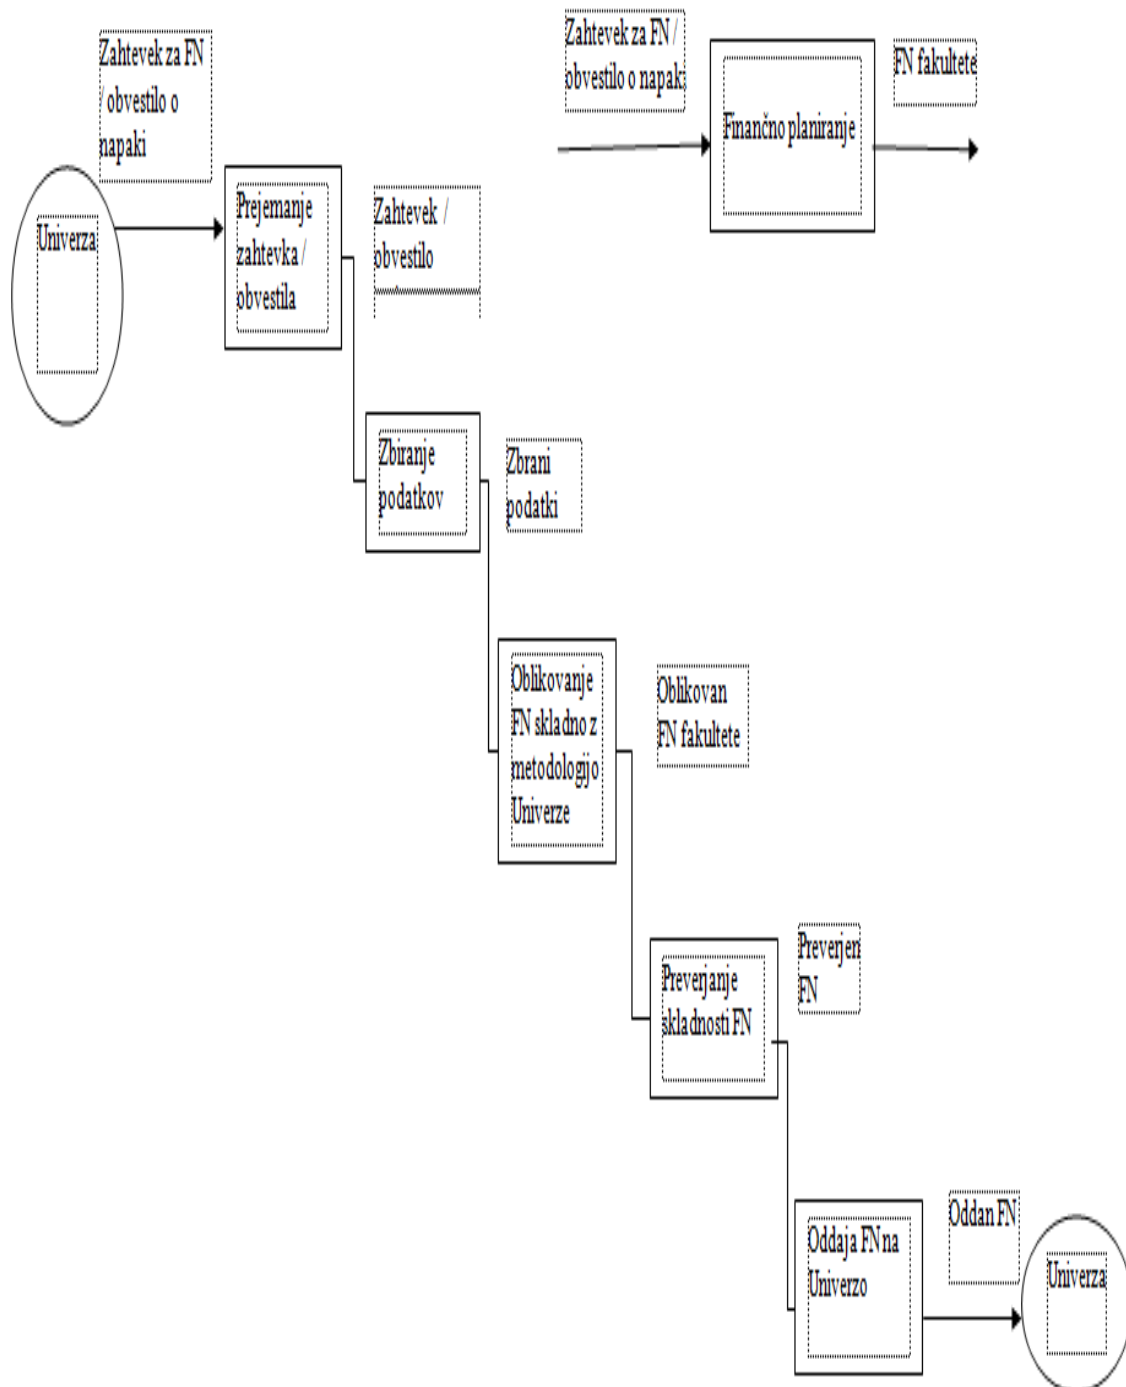 Zahtevek za FN
/ obvestilo o
napaki
Zahtevek za FN /
obvestilo o napak
Finančno planiranje
FN fakultete
Univerza
Prejemanje
zahtevka /
obvestila
Zahtevek /
obvestilo
Zbiranje
podatkov
Zbrani
podatki
Oblikovanje
FN skladno z
metodologijo
Univerze
Oblikovan
FN fakultete
Preverjanje
skladnosti FN
Preverjen
FN
Oddaja FN na
Univerzo
Oddan FN
Univerza